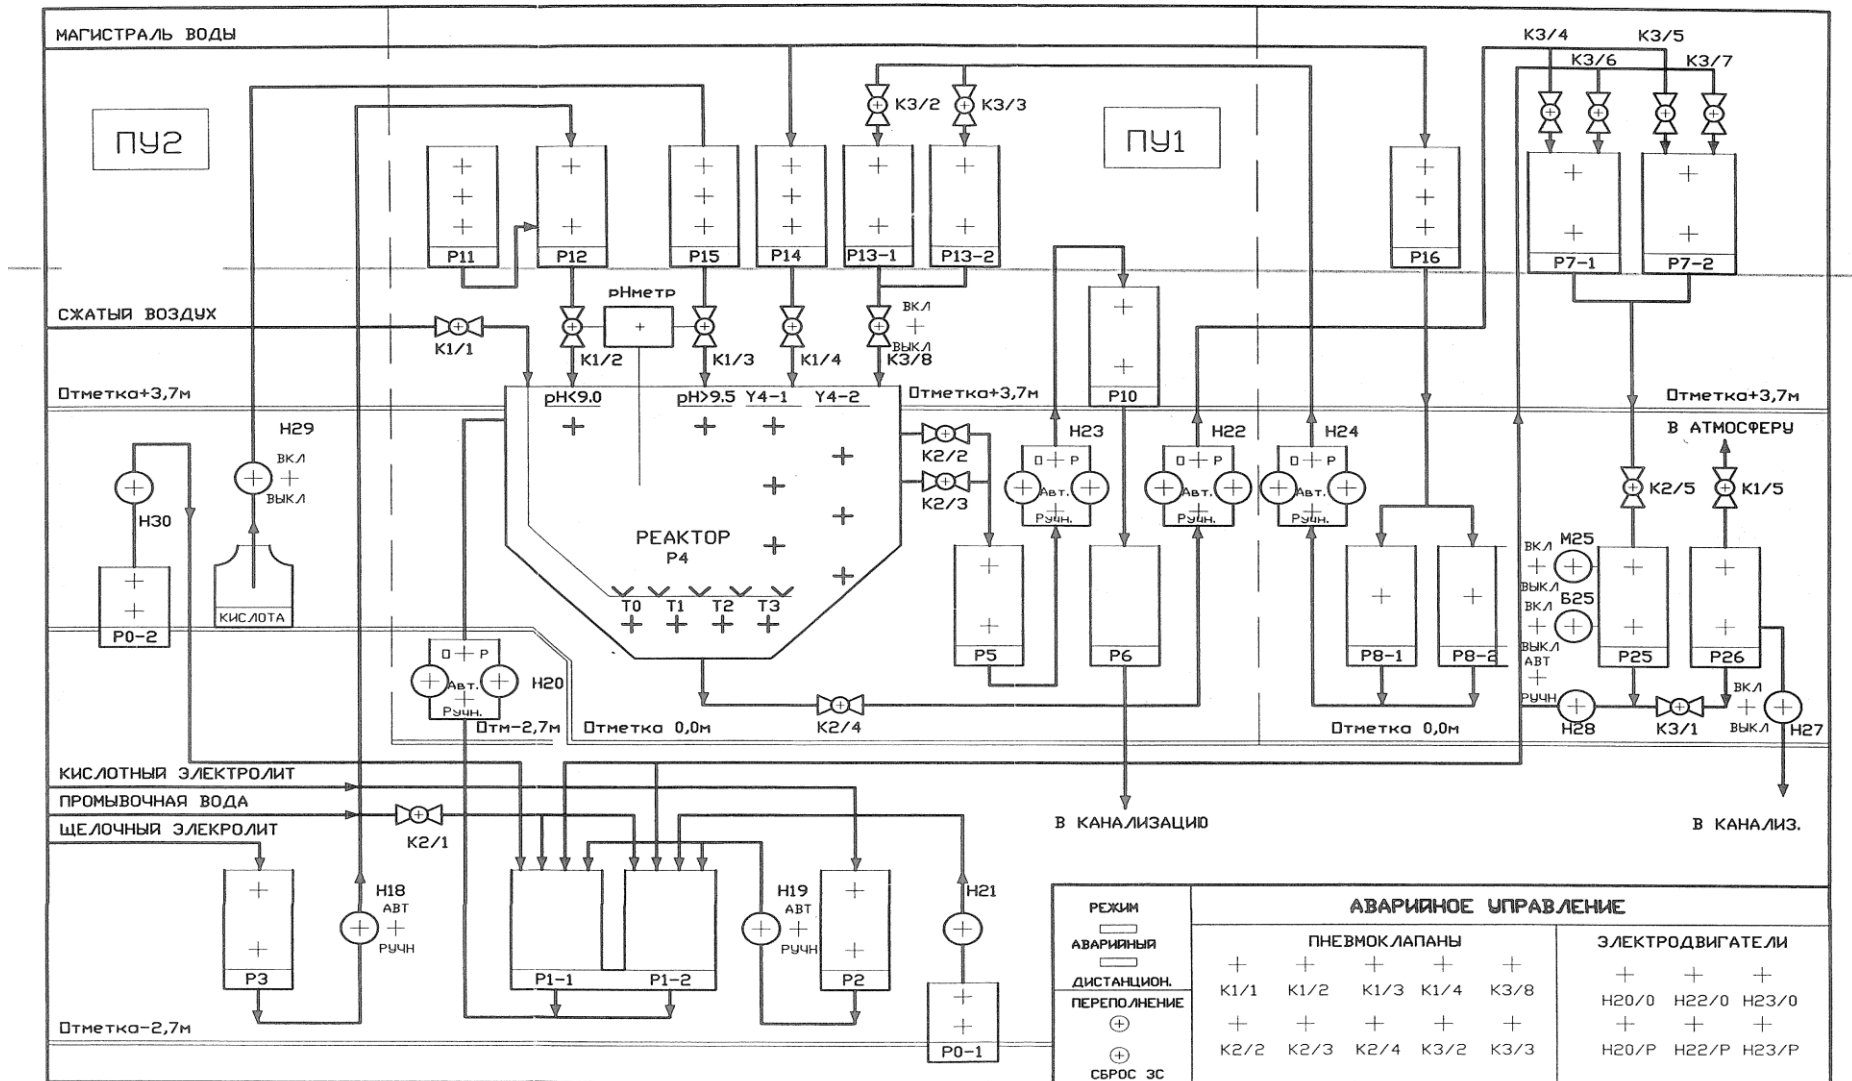 МАГИСТРАЛЬ ВОДЫ
К3/4
К3/5
К3/6
К3/7
К3/2
К3/3
ПУ2
ПУ1
Р11
Р12
Р15
Р14
Р13-1
Р13-2
Р16
Р7-1
Р7-2
СЖАТЫЙ ВОЗДУХ
К1/1
рНметр
К1/2
К1/3
К1/4
ВКЛ
ВЫКЛ
К3/8
Р10
Отметка+3,7м
рН<9.0
рН>9.5
У4-1
У4-2
Отметка+3,7м
Отметка+3,7м
Н29
ВКЛ
ВЫКЛ
Н30
К2/2
К2/3
Н23
О Р
Авт.
Ручн.
Н22
О Р
Авт.
Ручн.
Н24
О Р
Авт.
Ручн.
В АТМОСФЕРУ
К2/5
К1/5
РЕАКТОР
Р4
Т0
Т1
Т2
Т3
Р0-2
КИСЛОТА
Р5
Р6
Р8-1
Р8-2
М25
ВКЛ
ВЫКЛ
Б25
ВКЛ
ВЫКЛ
АВТ
РУЧН
Р25
Р26
Н28
К3/1
ВКЛ
ВЫКЛ
Н27
О Р
Авт.
Ручн.
Н20
Отм-2,7м
Отметка 0,0м
К2/4
Отметка 0,0м
КИСЛОТНЫЙ ЭЛЕКТРОЛИТ
ПРОМЫВОЧНАЯ ВОДА
ЩЕЛОЧНЫЙ ЭЛЕКРОЛИТ
К2/1
В КАНАЛИЗАЦИЮ
В КАНАЛИЗ.
Н18
АВТ
РУЧН
Н19
АВТ
РУЧН
Н21
Р3
Р1-1
Р1-2
Р2
Р0-1
Отметка-2,7м
РЕЖИМ
АВАРИЙНЫЙ
ДИСТАНЦИОН.
ПЕРЕПОЛНЕНИЕ
СБРОС ЗС
АВАРИЙНОЕ УПРАВЛЕНИЕ
ПНЕВМОКЛАПАНЫ
К1/1 К1/2 К1/3 К1/4 К3/8
К2/2 К2/3 К2/4 К3/2 К3/3
ЭЛЕКТРОДВИГАТЕЛИ
Н20/О Н22/О Н23/О
Н20/Р Н22/Р Н23/Р